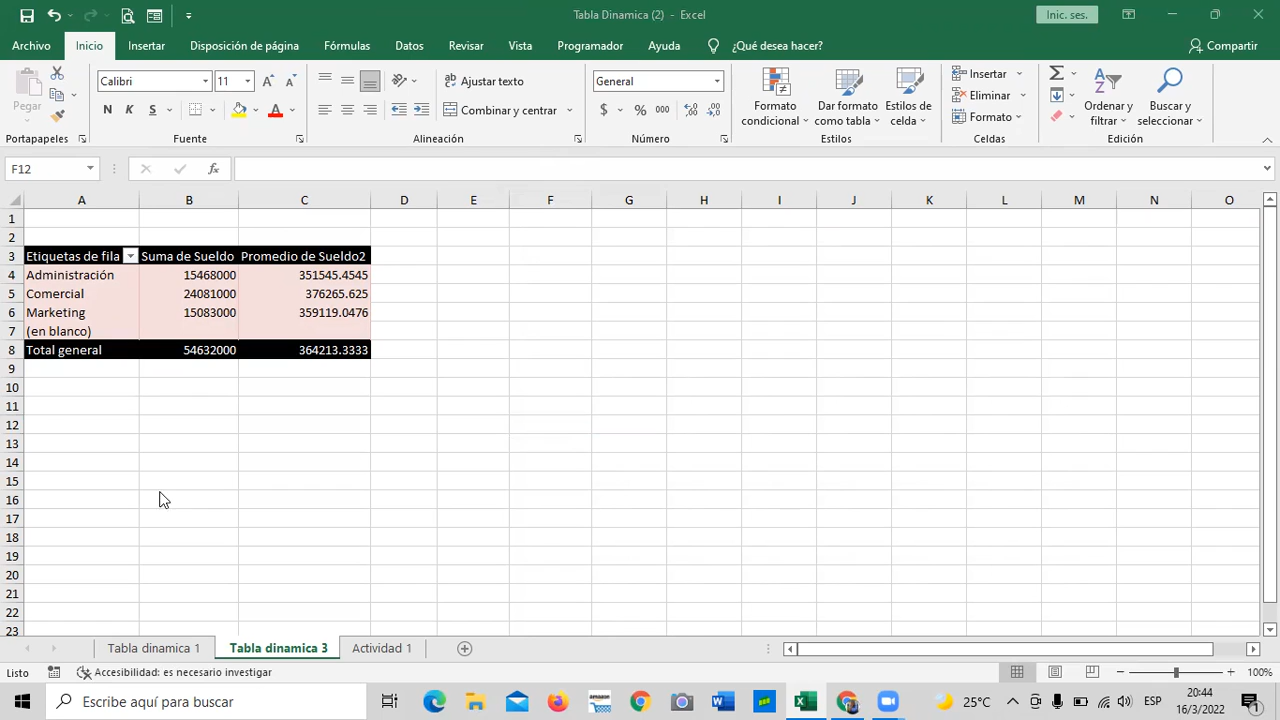 Tabla Dinamica (2) - Excel
Inic. ses.
Archivo Inicio Insertar Disposición de página Fórmulas Datos Revisar Vista Programador Ayuda ¿Qué desea hacer? Compartir
Pegar
Calibri 11
N K S
Ajustar texto
Combinar y centrar
General
$ % 000
Formato condicional
Dar formato como tabla
Estilos de celda
Insertar
Eliminar
Formato
Ordenar y filtrar
Buscar y seleccionar
Portapapeles Fuente Alineación Número Estilos Celdas Edición
F12
A B C D E F G H I J K L M N O
1
2
3 Etiquetas de fila Suma de Sueldo Promedio de Sueldo2
4 Administración 15468000 351545.4545
5 Comercial 24081000 376265.625
6 Marketing 15083000 359119.0476
7 (en blanco)
8 Total general 54632000 364213.3333
9
10
11
12
13
14
15
16
17
18
19
20
21
22
23
Tabla dinamica 1 Tabla dinamica 3 Actividad 1
Listo Accesibilidad: es necesario investigar 100%
Escribe aquí para buscar
25°C ESP 20:44
16/3/2022